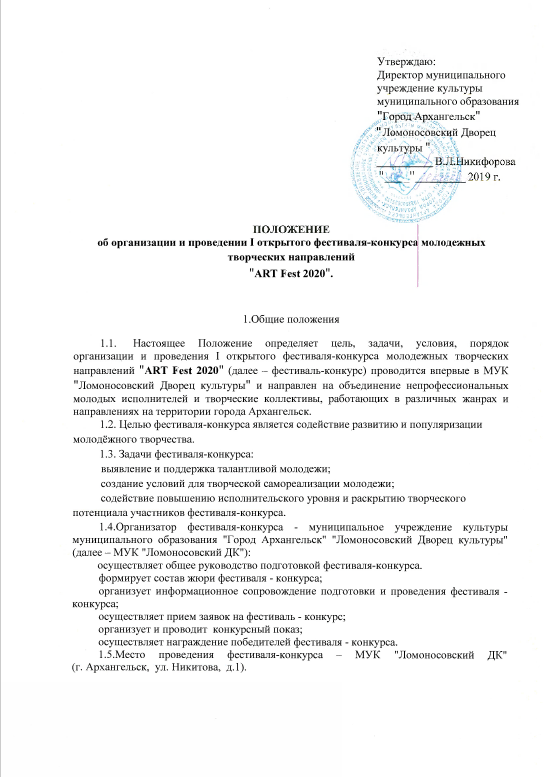 Утверждаю:
Директор муниципального
учреждение культуры
муниципального образования
"Город Архангельск"
"Ломоносовский Дворец
культуры "
__________ В.Л.Никифорова
"___ "_________ 2019 г.
ПОЛОЖЕНИЕ
об организации и проведении I открытого фестиваля-конкурса молодежных
творческих направлений
"ART Fest 2020".
1.Общие положения
1.1. Настоящее Положение определяет цель, задачи, условия, порядок
организации и проведения I открытого фестиваля-конкурса молодежных творческих
направлений "ART Fest 2020" (далее – фестиваль-конкурс) проводится впервые в МУК
"Ломоносовский Дворец культуры" и направлен на объединение непрофессиональных
молодых исполнителей и творческие коллективы, работающих в различных жанрах и
направлениях на территории города Архангельск.
1.2. Целью фестиваля-конкурса является содействие развитию и популяризации
молодёжного творчества.
1.3. Задачи фестиваля-конкурса:
выявление и поддержка талантливой молодежи;
создание условий для творческой самореализации молодежи;
содействие повышению исполнительского уровня и раскрытию творческого
потенциала участников фестиваля-конкурса.
1.4.Организатор фестиваля-конкурса - муниципальное учреждение культуры
муниципального образования "Город Архангельск" "Ломоносовский Дворец культуры"
(далее – МУК "Ломоносовский ДК"):
осуществляет общее руководство подготовкой фестиваля-конкурса.
формирует состав жюри фестиваля - конкурса;
организует информационное сопровождение подготовки и проведения фестиваля -
конкурса;
осуществляет прием заявок на фестиваль - конкурс;
организует и проводит конкурсный показ;
осуществляет награждение победителей фестиваля - конкурса.
1.5.Место проведения фестиваля-конкурса – МУК "Ломоносовский ДК"
(г. Архангельск, ул. Никитова, д.1).